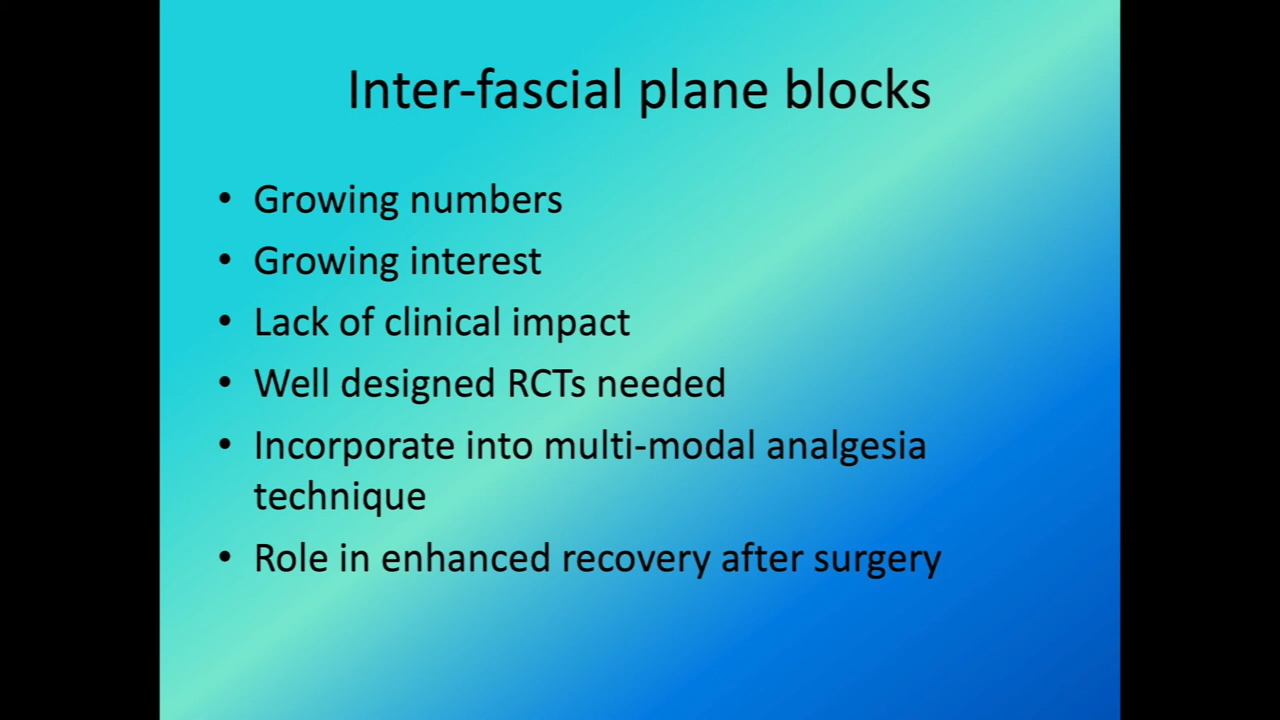 Inter-fascial plane blocks
• Growing numbers
• Growing interest
• Lack of clinical impact
• Well designed RCTs needed
• Incorporate into multi-modal analgesia
technique
• Role in enhanced recovery after surgery